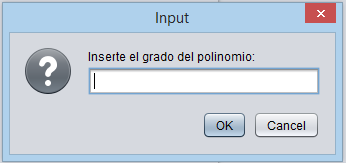 Input
Inserte el grado del polinomio:
OK
Cancel